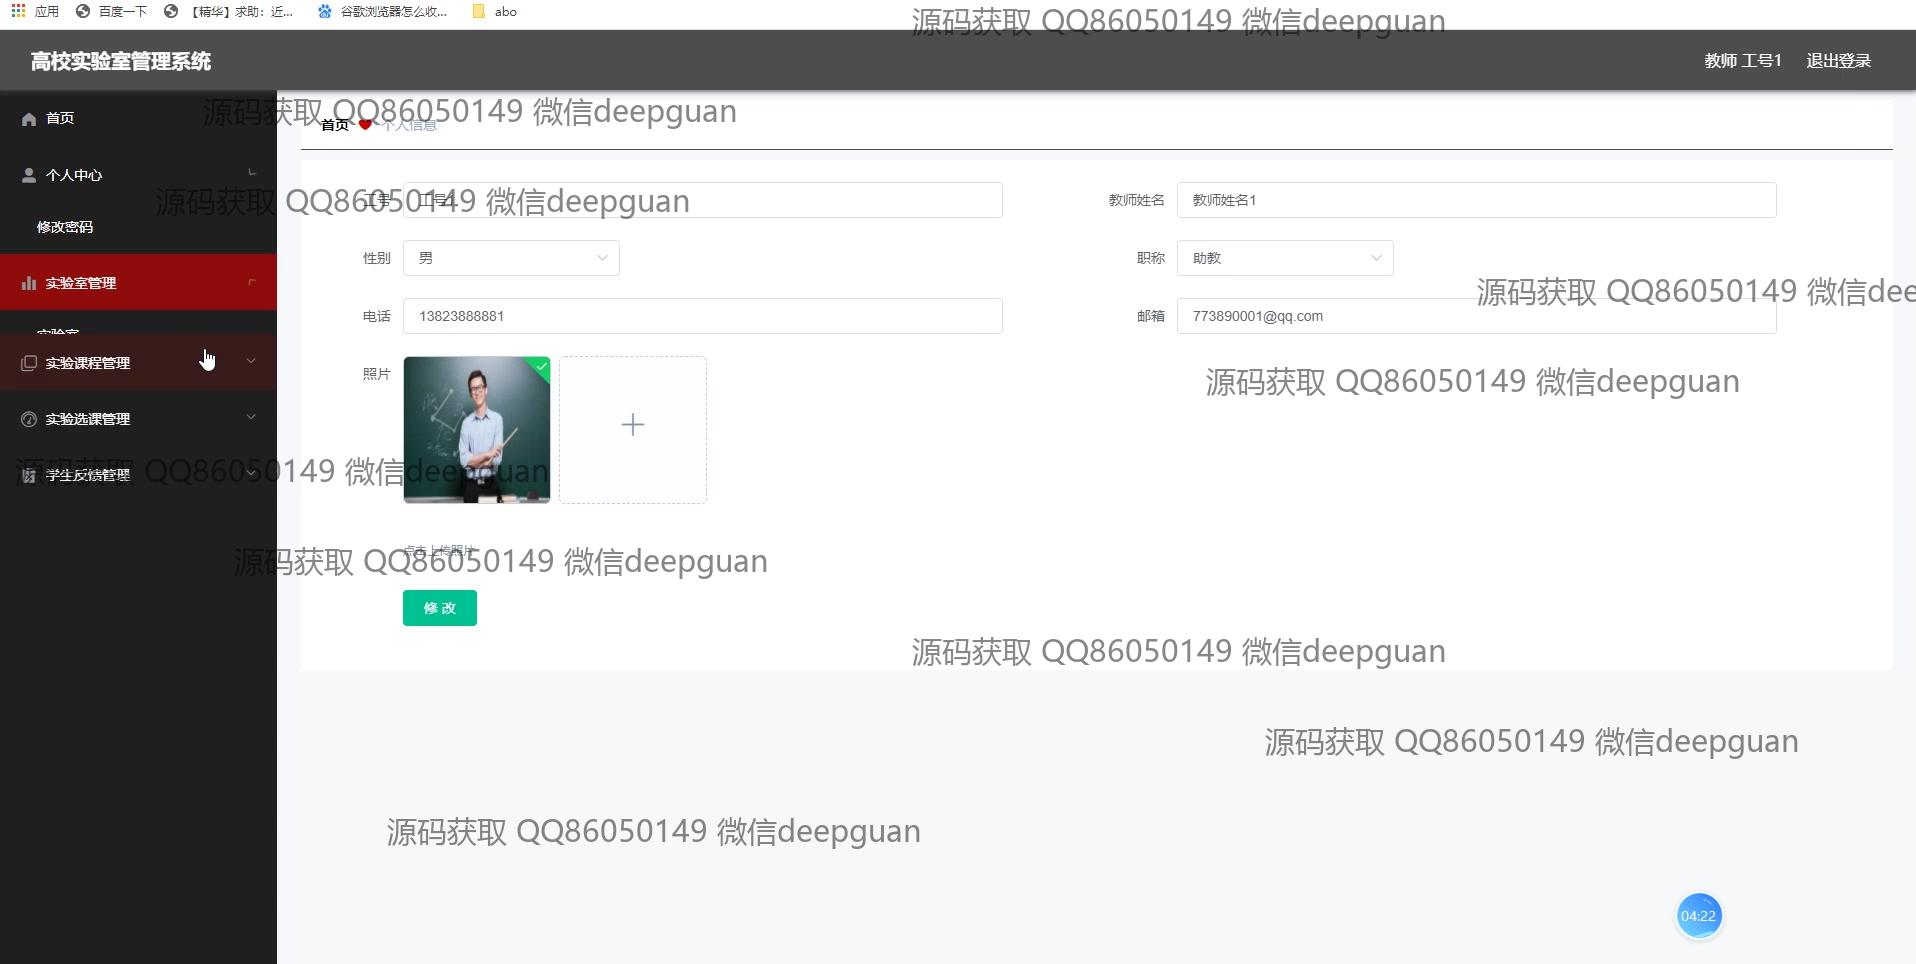 应用 百度一下 【精华】求助：近... 谷歌浏览器怎么收... abo
源码获取 QQ86050149 微信deepguan
高校实验室管理系统 教师 工号1 退出登录
首页
源码获取 QQ86050149 微信deepguan
首页 个人信息
个人中心
源码获取 QQ86050149 微信deepguan
工号 工号1 教师姓名 教师姓名1
修改密码
性别 男 职称 助教
实验室管理
源码获取 QQ86050149 微信dee
电话 13823888881 邮箱 773890001@qq.com
实验室
实验课程管理
照片
源码获取 QQ86050149 微信deepguan
实验选课管理
源码获取 QQ86050149 微信deepguan
学生反馈管理
点击上传照片
源码获取 QQ86050149 微信deepguan
修 改
源码获取 QQ86050149 微信deepguan
源码获取 QQ86050149 微信deepguan
源码获取 QQ86050149 微信deepguan
04:22